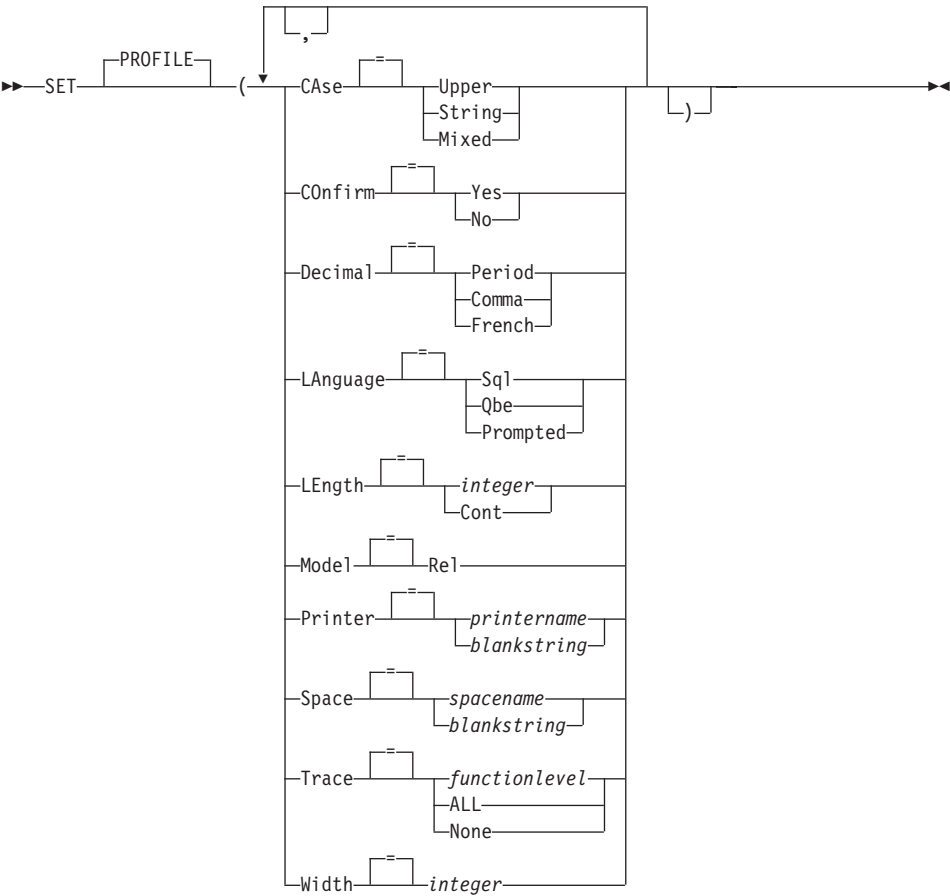 ,
PROFILE
SET ( CAse = Upper )
String
Mixed
COnfirm = Yes
No
Decimal = Period
Comma
French
LAnguage = Sql
Qbe
Prompted
LEngth = integer
Cont
Model = Rel
Printer = printername
blankstring
Space = spacename
blankstring
Trace = functionlevel
ALL
None
Width = integer